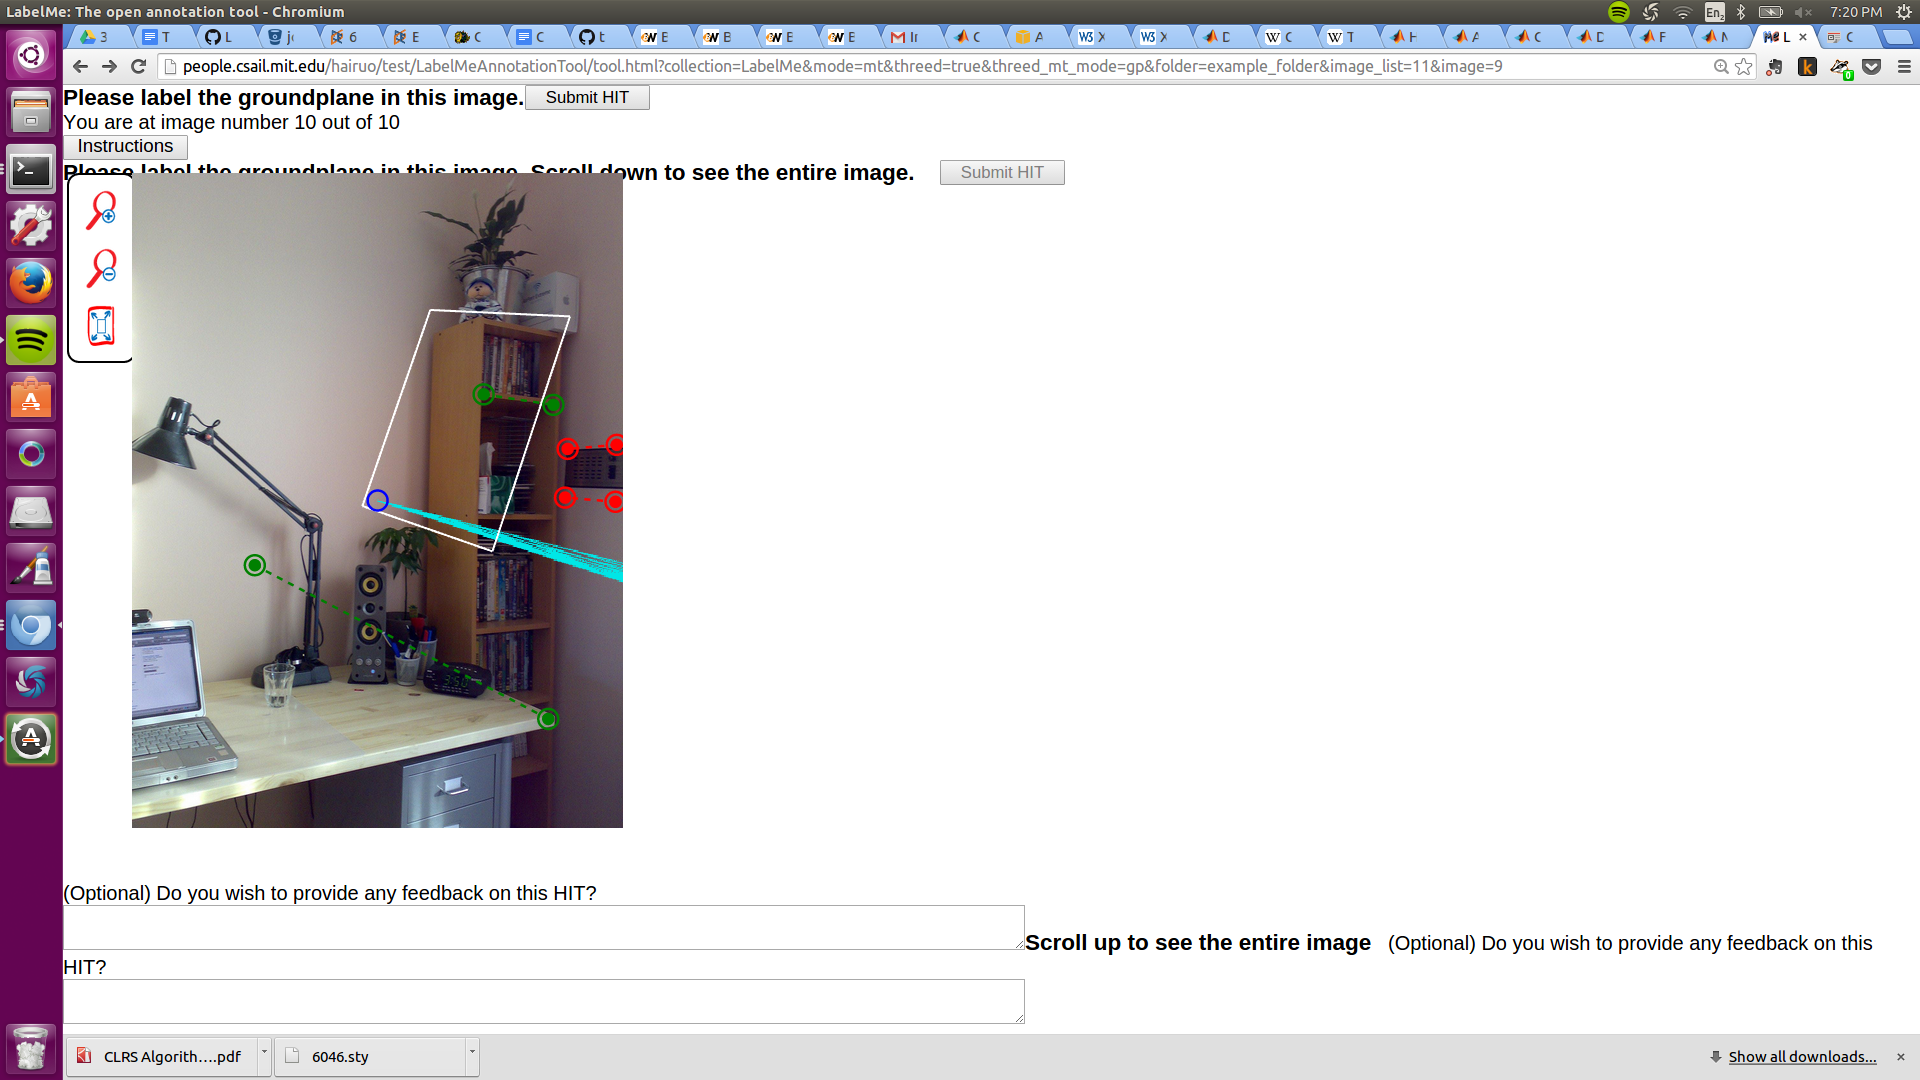 LabelMe: The open annotation tool - Chromium
En2
7:20 PM
3 T L 6 E C C t E B E E In C A X X D C T H A C D F N L C
people.csail.mit.edu/hairuo/test/LabelMeAnnotationTool/tool.html?collection=LabelMe&mode=mt&threed=true&threed_mt_mode=gp&folder=example_folder&image_list=11&image=9
Please label the groundplane in this image. Submit HIT
You are at image number 10 out of 10
Instructions
Please label the groundplane in this image. Scroll down to see the entire image. Submit HIT
3:50
(Optional) Do you wish to provide any feedback on this HIT?
Scroll up to see the entire image (Optional) Do you wish to provide any feedback on this
HIT?
CLRS Algorith....pdf
6046.sty
Show all downloads...